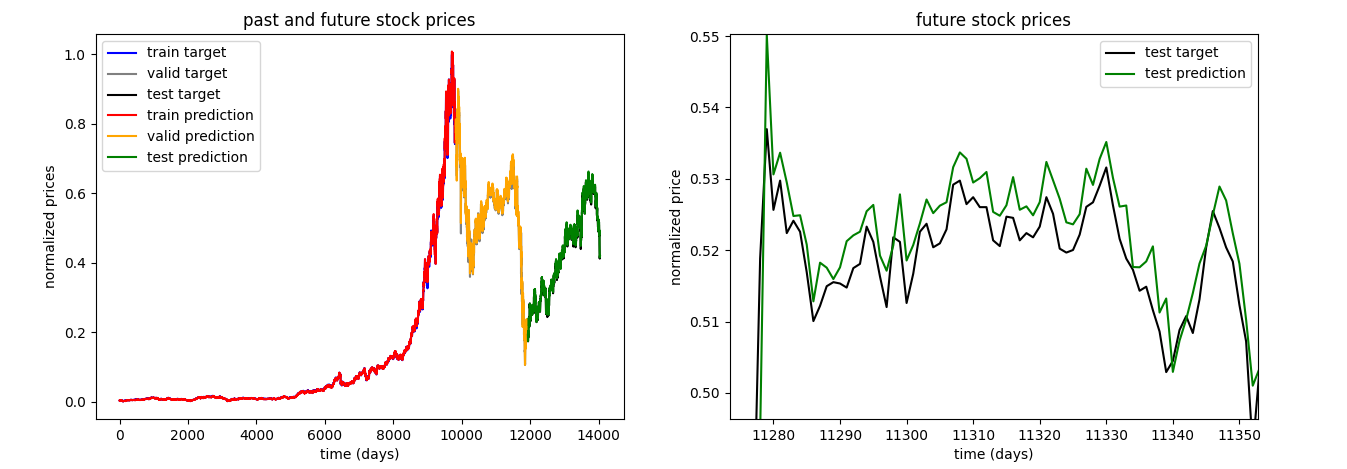 past and future stock prices
train target
valid target
test target
train prediction
valid prediction
test prediction
normalized prices
1.0
0.8
0.6
0.4
0.2
0.0
0
2000
4000
6000
8000
10000
12000
14000
time (days)
future stock prices
test target
test prediction
normalized price
0.55
0.54
0.53
0.52
0.51
0.50
11280
11290
11300
11310
11320
11330
11340
11350
time (days)